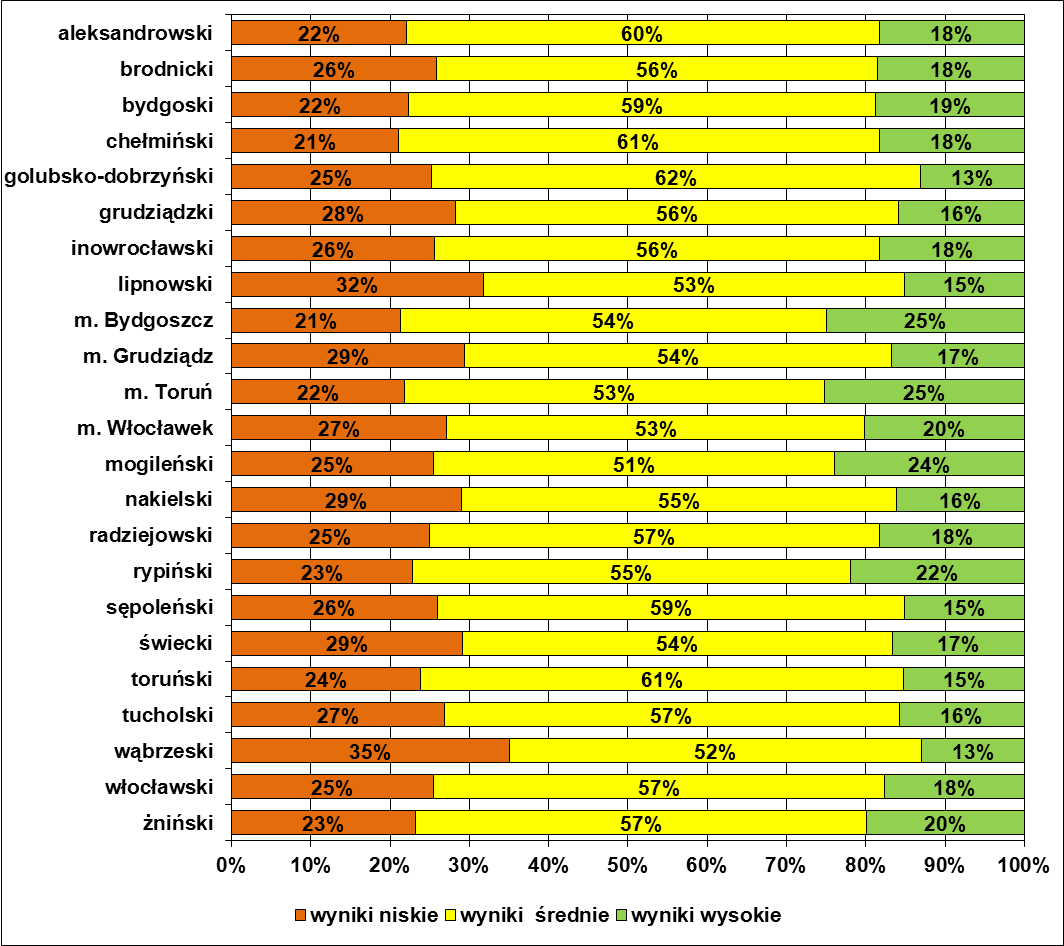 aleksandrowski 22% 60% 18%
brodnicki 26% 56% 18%
bydgoski 22% 59% 19%
chełmiński 21% 61% 18%
golubsko-dobrzyński 25% 62% 13%
grudziądzki 28% 56% 16%
inowrocławski 26% 56% 18%
lipnowski 32% 53% 15%
m. Bydgoszcz 21% 54% 25%
m. Grudziądz 29% 54% 17%
m. Toruń 22% 53% 25%
m. Włocławek 27% 53% 20%
mogileński 25% 51% 24%
nakielski 29% 55% 16%
radziejowski 25% 57% 18%
rypiński 23% 55% 22%
sępoleński 26% 59% 15%
świecki 29% 54% 17%
toruński 24% 61% 15%
tucholski 27% 57% 16%
wąbrzeski 35% 52% 13%
włocławski 25% 57% 18%
żniński 23% 57% 20%
0% 10% 20% 30% 40% 50% 60% 70% 80% 90% 100%
wyniki niskie wyniki średnie wyniki wysokie